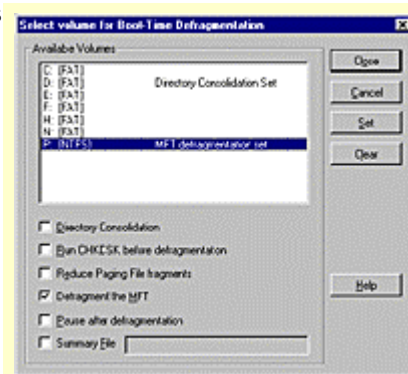 Select volume for Boot-Time Defragmentation
Availabe Volumes
C: (FAT)
D: (FAT) Directory Consolidation Set
E: (FAT)
F: (FAT)
H: (FAT)
N: (FAT)
P: (NTFS) MFT defragmentation set
Close
Cancel
Set
Clear
Directory Consolidation
Run CHKDSK before defragmentation
Reduce Paging File fragments
Defragment the MFT
Help
Pause after defragmentation
Summary File